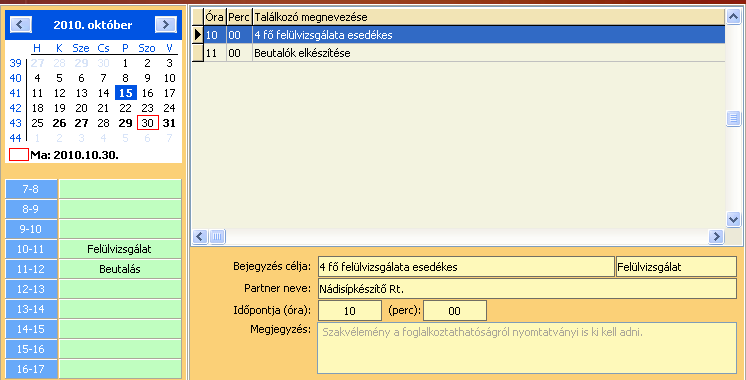 2010. október
H K Sze Cs P Szo V
39 27 28 29 30 1 2 3
40 4 5 6 7 8 9 10
41 11 12 13 14 15 16 17
42 18 19 20 21 22 23 24
43 25 26 27 28 29 30 31
44 1 2 3 4 5 6 7
Ma: 2010.10.30.
7-8
8-9
9-10
10-11 Felülvizsgálat
11-12 Beutalás
12-13
13-14
14-15
15-16
16-17
Óra Perc Találkozó megnevezése
10 00 4 fő felülvizsgálata esedékes
11 00 Beutalók elkészítése
Bejegyzés célja: 4 fő felülvizsgálata esedékes Felülvizsgálat
Partner neve: Nádisípkészítő Rt.
Időpontja (óra): 10 (perc): 00
Megjegyzés: Szakvélemény a foglalkoztathatóságról nyomtatványi is ki kell adni.